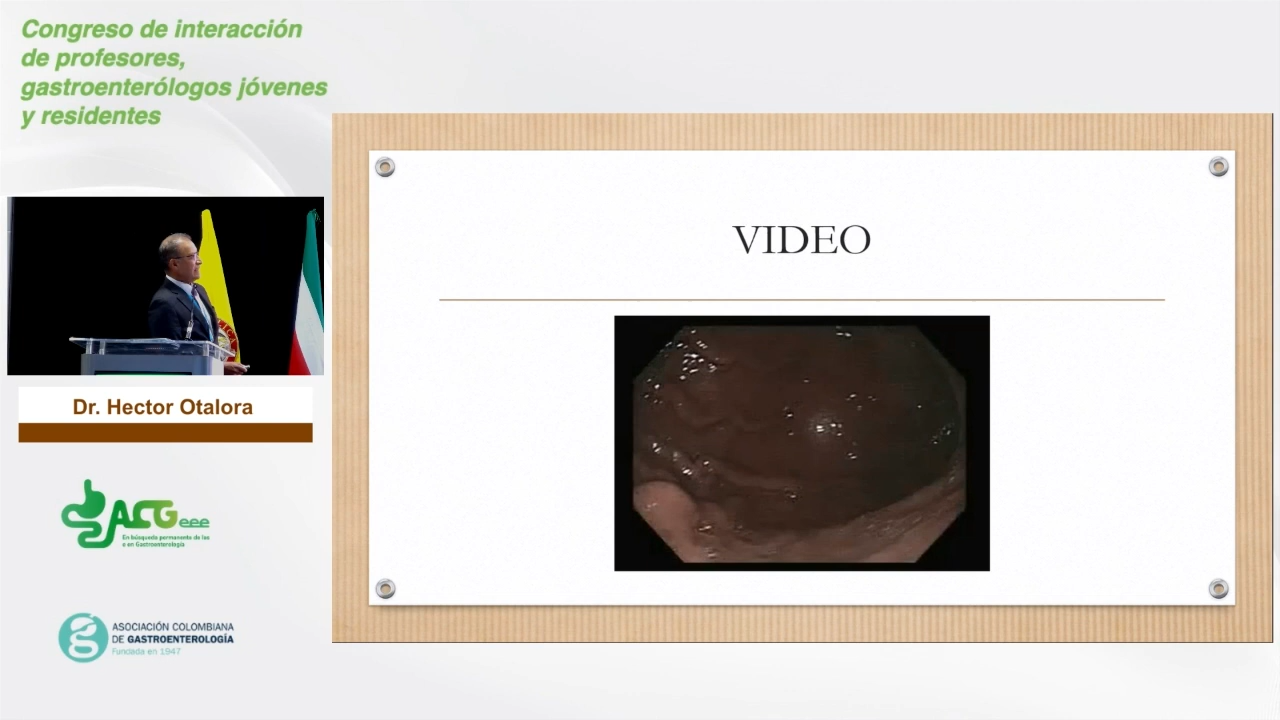 Congreso de interacción
de profesores,
gastroenterólogos jóvenes
y residentes
VIDEO
Dr. Hector Otalora
ACGeee
En búsqueda permanente de las
e en Gastroenterología
ASOCIACIÓN COLOMBIANA
DE GASTROENTEROLOGÍA
Fundada en 1947